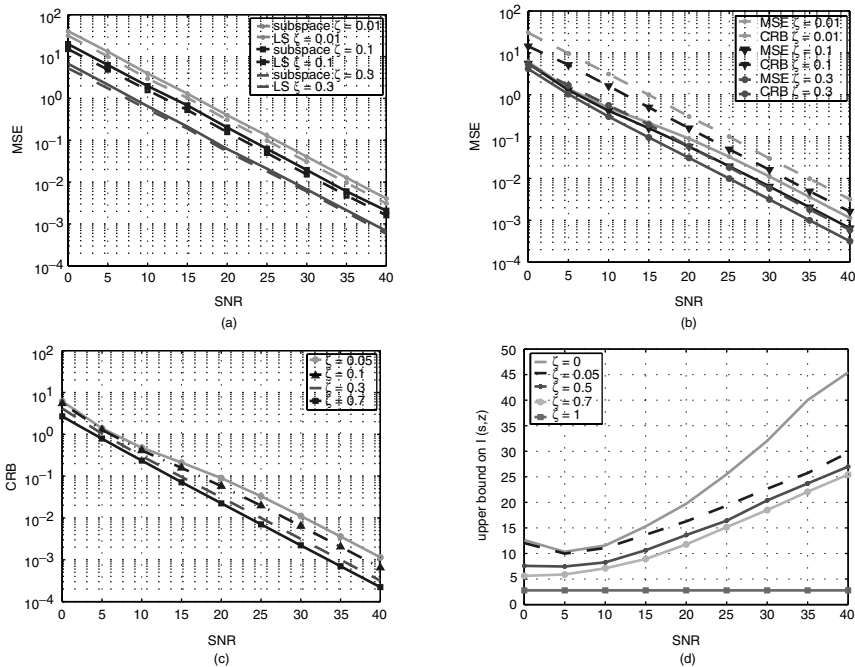 10²
10¹
10⁰
10⁻¹
10⁻²
10⁻³
10⁻⁴
MSE
0 5 10 15 20 25 30 35 40
SNR
(a)
subspace ζ = 0.01
LS ζ = 0.01
subspace ζ = 0.1
LS ζ = 0.1
subspace ζ = 0.3
LS ζ = 0.3
10²
10¹
10⁰
10⁻¹
10⁻²
10⁻³
10⁻⁴
MSE
0 5 10 15 20 25 30 35 40
SNR
(b)
MSE ζ = 0.01
CRB ζ = 0.01
MSE ζ = 0.1
CRB ζ = 0.1
MSE ζ = 0.3
CRB ζ = 0.3
10²
10¹
10⁰
10⁻¹
10⁻²
10⁻³
10⁻⁴
CRB
0 5 10 15 20 25 30 35 40
SNR
(c)
ζ = 0.05
ζ = 0.1
ζ = 0.3
ζ = 0.7
50
45
40
35
30
25
20
15
10
5
0
upper bound on I (s,z)
0 5 10 15 20 25 30 35 40
SNR
(d)
ζ = 0
ζ = 0.05
ζ = 0.5
ζ = 0.7
ζ = 1